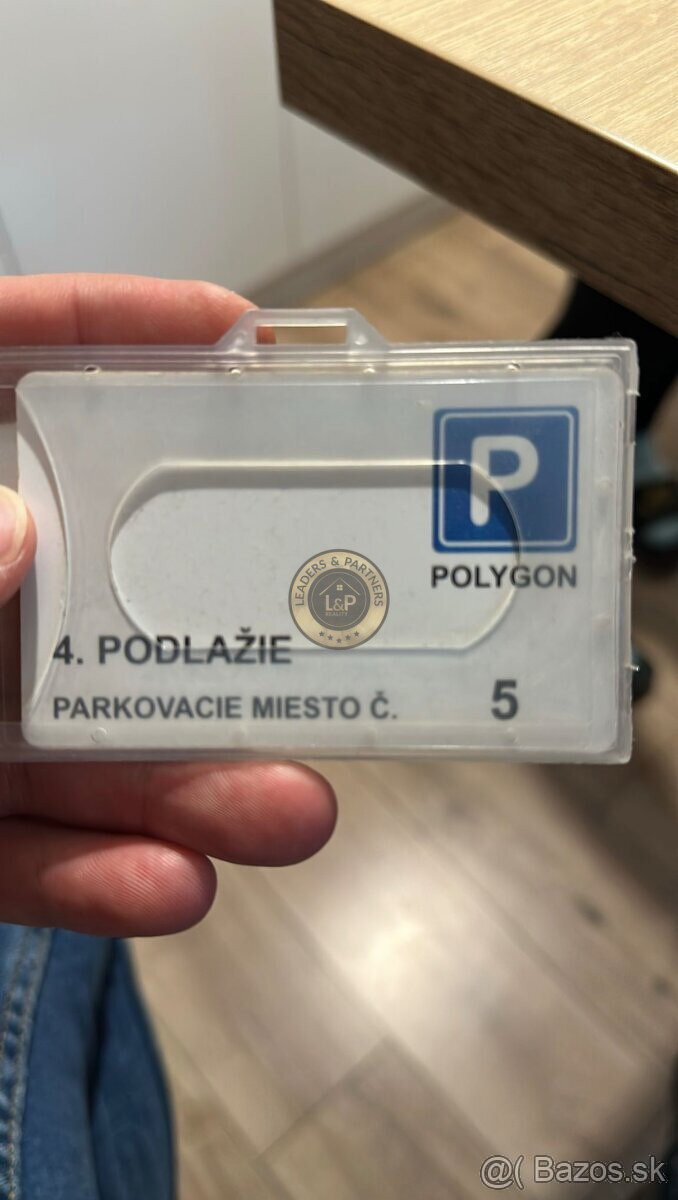 P
POLYGON
LEADERS & PARTNERS
L&P
REALITY
4. PODLAŽIE
PARKOVACIE MIESTO Č. 5
@( Bazos.sk